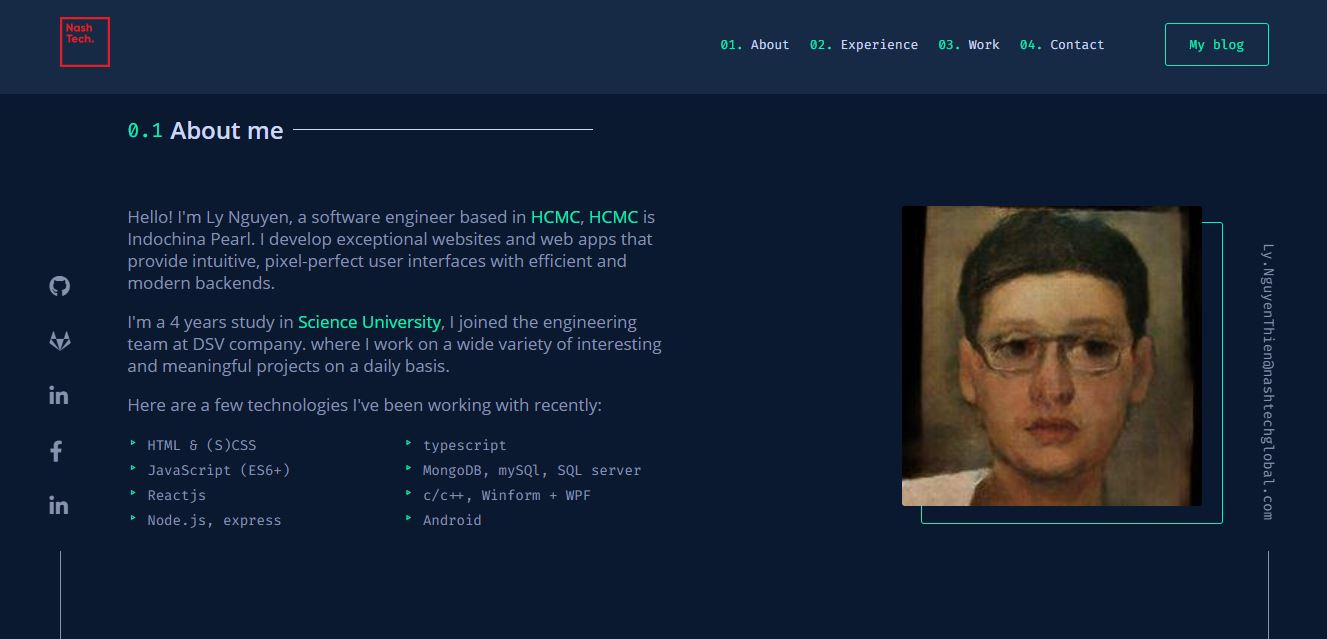 Nash
Tech.
01. About 02. Experience 03. Work 04. Contact
My blog
0.1 About me
Hello! I'm Ly Nguyen, a software engineer based in HCMC, HCMC is
Indochina Pearl. I develop exceptional websites and web apps that
provide intuitive, pixel-perfect user interfaces with efficient and
modern backends.
I'm a 4 years study in Science University, I joined the engineering
team at DSV company. where I work on a wide variety of interesting
and meaningful projects on a daily basis.
Here are a few technologies I've been working with recently:
HTML & (S)CSS
JavaScript (ES6+)
Reactjs
Node.js, express
typescript
MongoDB, mySQl, SQL server
c/c++, Winform + WPF
Android
Ly.NguyenThien@nashtechglobal.com